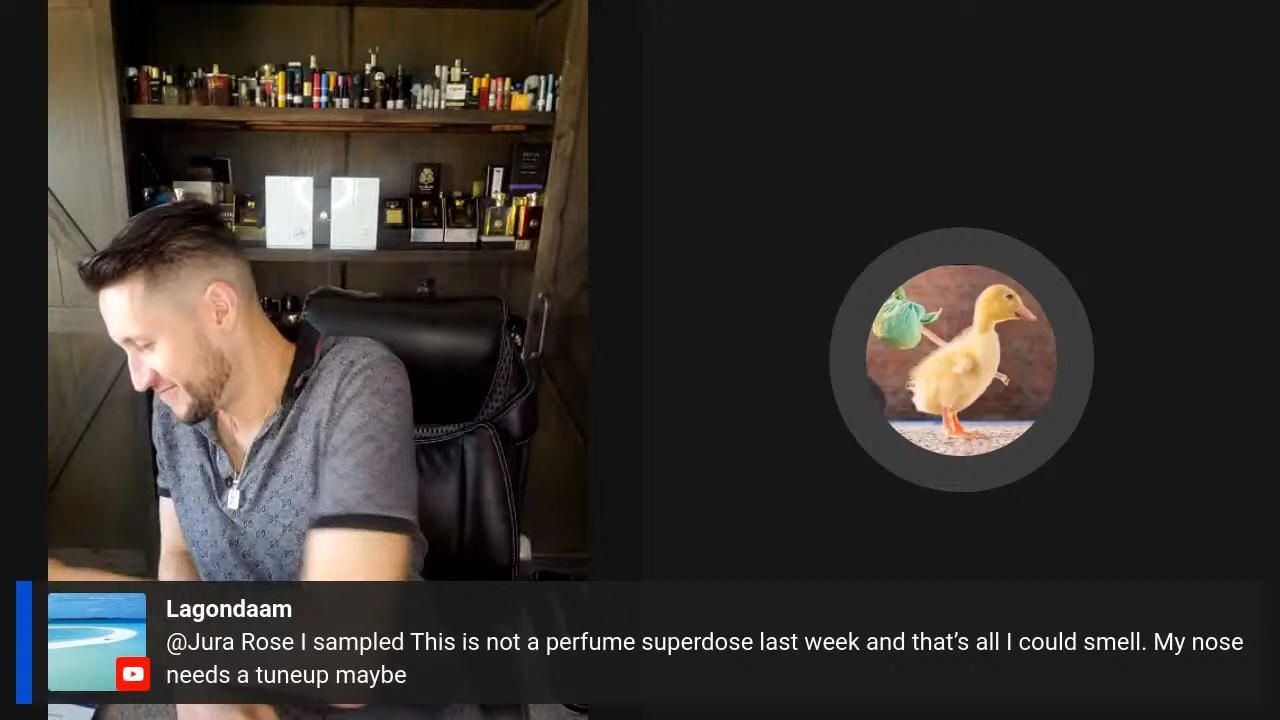 Lagondaam
@Jura Rose I sampled This is not a perfume superdose last week and that’s all I could smell. My nose
needs a tuneup maybe